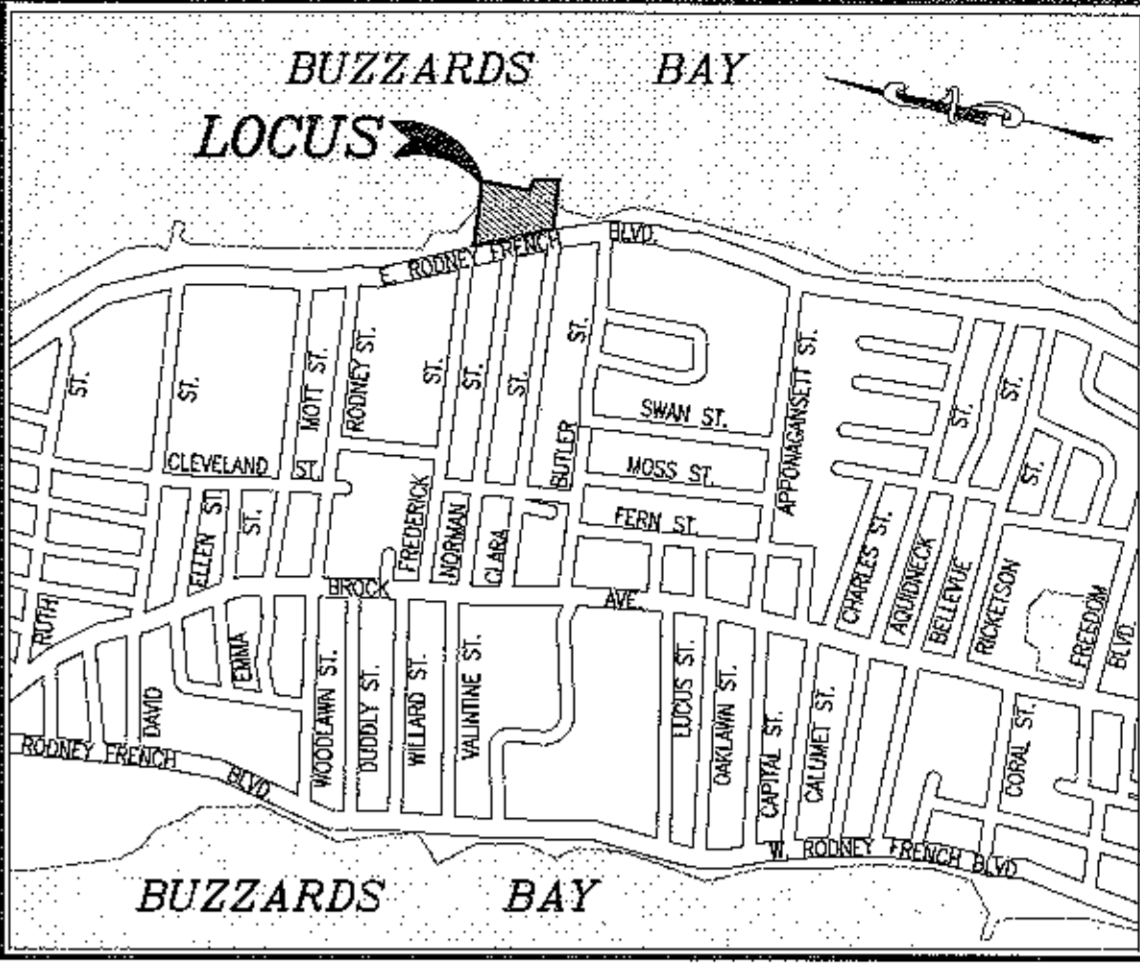 BUZZARDS BAY
LOCUS
E. RODNEY FRENCH BLVD.
ST.
ST.
MOTT ST.
RODNEY ST.
ST.
ST.
ST.
ST.
SWAN ST.
APPONAGANSETT ST.
ST.
ST.
CLEVELAND ST.
BUTLER
MOSS ST.
ST.
ELLEN ST.
ST.
FREDERICK
NORMAN
CLARA
FERN ST.
CHARLES ST.
AQUIDNECK
BELLEVUE
RICKETSON
FREEDOM
BLVD.
RUTH
BROCK AVE.
EMMA
DAVID
WOODLAWN ST.
DUDDLY ST.
WILLARD ST.
VALINTINE ST.
LUCUS ST.
OAKLAWN ST.
CAPITAL ST.
CALUMET ST.
CORAL ST.
RODNEY FRENCH BLVD.
W. RODNEY FRENCH BLVD
BUZZARDS BAY